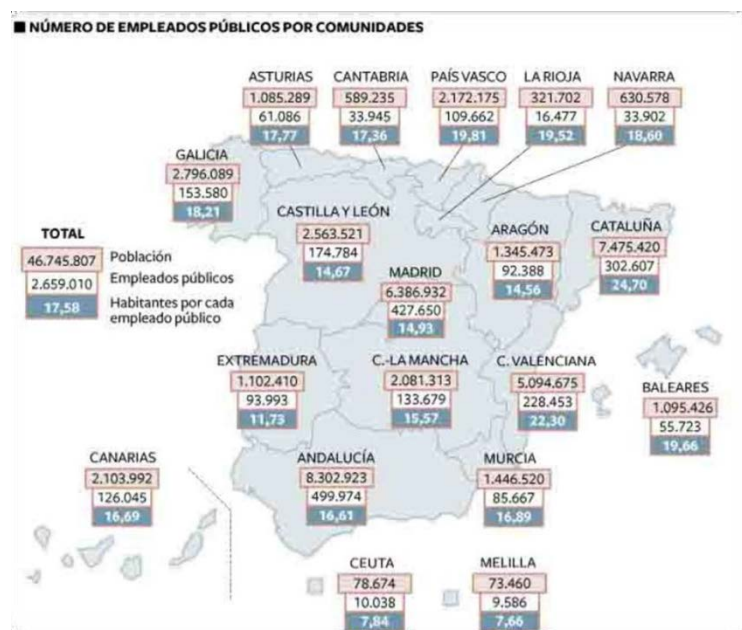 NÚMERO DE EMPLEADOS PÚBLICOS POR COMUNIDADES
ASTURIAS
1.085.289
61.086
17,77
CANTABRIA
589.235
33.945
17,36
PAÍS VASCO
2.172.175
109.662
19,81
LA RIOJA
321.702
16.477
19,52
NAVARRA
630.578
33.902
18,60
GALICIA
2.796.089
153.580
18,21
CASTILLA Y LEÓN
2.563.521
174.784
14,67
ARAGÓN
1.345.473
92.388
14,56
CATALUÑA
7.475.420
302.607
24,70
TOTAL
46.745.807 Población
2.659.010 Empleados públicos
17,58 Habitantes por cada
empleado público
MADRID
6.386.932
427.650
14,93
EXTREMADURA
1.102.410
93.993
11,73
C.-LA MANCHA
2.081.313
133.679
15,57
C. VALENCIANA
5.094.675
228.453
22,30
BALEARES
1.095.426
55.723
19,66
CANARIAS
2.103.992
126.045
16,69
ANDALUCÍA
8.302.923
499.974
16,61
MURCIA
1.446.520
85.667
16,89
CEUTA
78.674
10.038
7,84
MELILLA
73.460
9.586
7,66